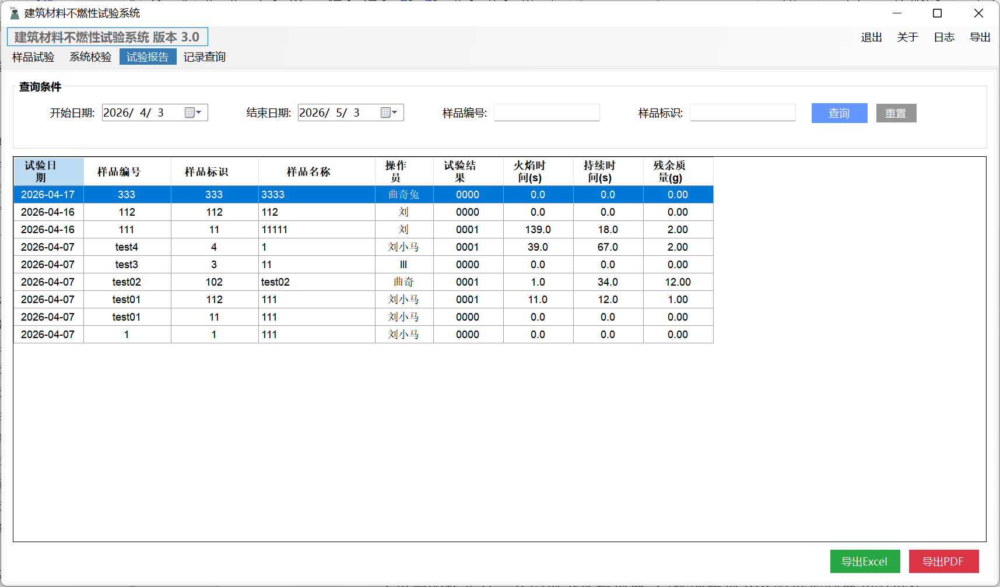 建筑材料不燃性试验系统
建筑材料不燃性试验系统 版本 3.0
退出 关于 日志 导出
样品试验 系统校验 试验报告 记录查询
查询条件
开始日期: 2026/ 4/ 3 结束日期: 2026/ 5/ 3 样品编号: 样品标识: 查询 重置
试验日期 样品编号 样品标识 样品名称 操作员 试验结果 火焰时间(s) 持续时间(s) 残余质量(g)
2026-04-17 333 333 3333 曲奇兔 0000 0.0 0.0 0.00
2026-04-16 112 112 112 刘 0000 0.0 0.0 0.00
2026-04-16 111 11 11111 刘 0001 139.0 18.0 2.00
2026-04-07 test4 4 1 刘小马 0001 39.0 67.0 2.00
2026-04-07 test3 3 11 lll 0000 0.0 0.0 0.00
2026-04-07 test02 102 test02 曲奇 0001 1.0 34.0 12.00
2026-04-07 test01 112 111 刘小马 0001 11.0 12.0 1.00
2026-04-07 test01 11 111 刘小马 0000 0.0 0.0 0.00
2026-04-07 1 1 111 刘小马 0000 0.0 0.0 0.00
导出Excel 导出PDF